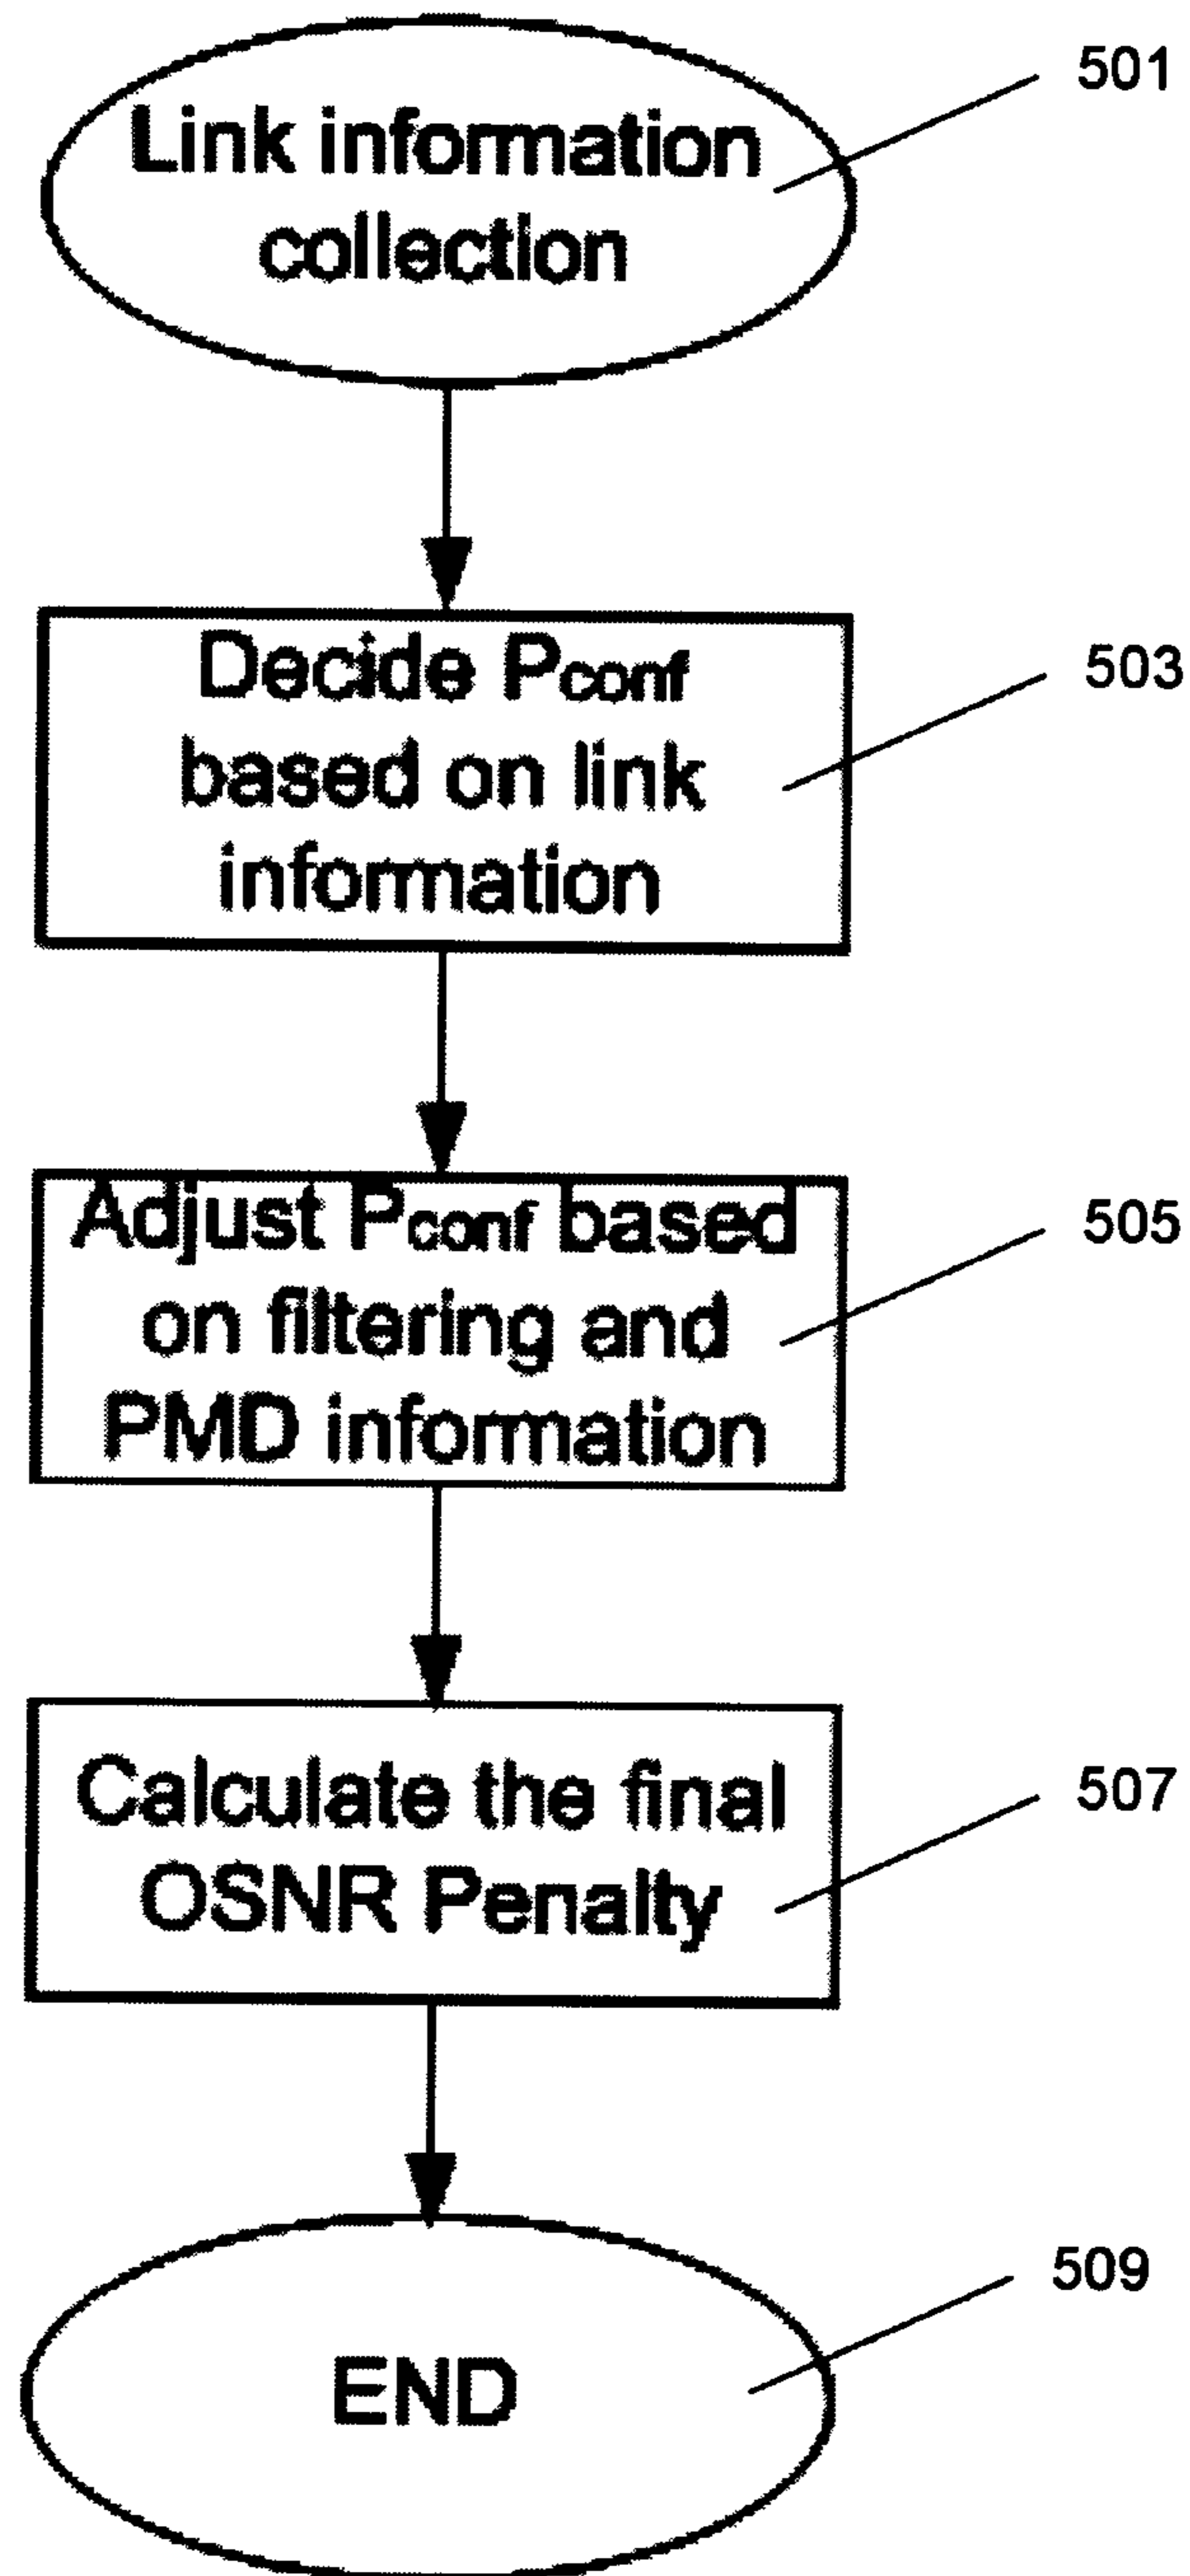 Link information
collection
501
Decide Pconf
based on link
information
503
Adjust Pconf based
on filtering and
PMD information
505
Calculate the final
OSNR Penalty
507
END
509